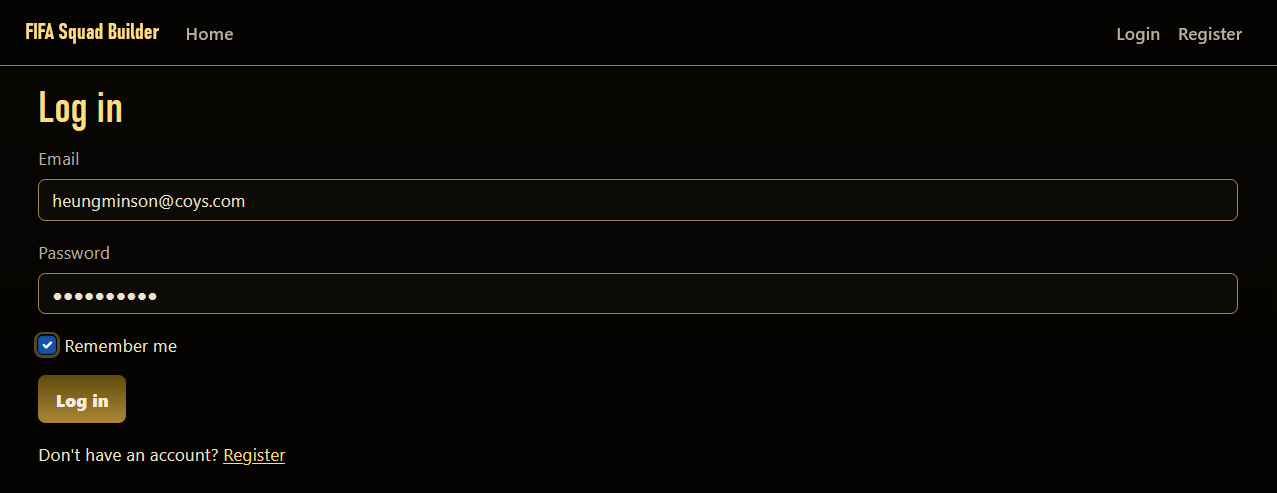 FIFA Squad Builder Home Login Register
Log in
Email
heungminson@coys.com
Password
●●●●●●●●●●
Remember me
Log in
Don't have an account? Register